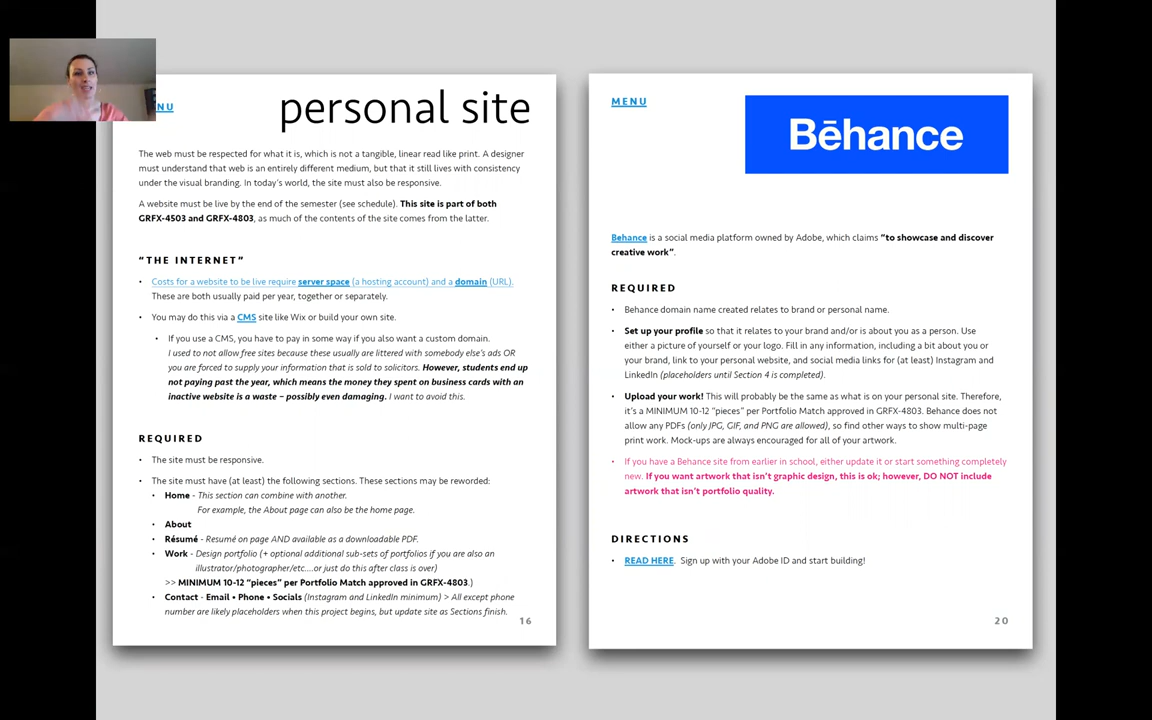 NU
personal site
The web must be respected for what it is, which is not a tangible, linear read like print. A designer
must understand that web is an entirely different medium, but that it still lives with consistency
under the visual branding. In today's world, the site must also be responsive.
A website must be live by the end of the semester (see schedule). This site is part of both
GRFX-4503 and GRFX-4803, as much of the contents of the site comes from the latter.
"THE INTERNET"
• Costs for a website to be live require server space (a hosting account) and a domain (URL).
These are both usually paid per year, together or separately.
• You may do this via a CMS site like Wix or build your own site.
• If you use a CMS, you have to pay in some way if you also want a custom domain.
I used to not allow free sites because these usually are littered with somebody else's ads OR
you are forced to supply your information that is sold to solicitors. However, students end up
not paying past the year, which means the money they spent on business cards with an
inactive website is a waste – possibly even damaging. I want to avoid this.
REQUIRED
• The site must be responsive.
• The site must have (at least) the following sections. These sections may be reworded:
• Home - This section can combine with another.
For example, the About page can also be the home page.
• About
• Résumé - Resumé on page AND available as a downloadable PDF.
• Work - Design portfolio (+ optional additional sub-sets of portfolios if you are also an
illustrator/photographer/etc....or just do this after class is over)
>> MINIMUM 10-12 "pieces" per Portfolio Match approved in GRFX-4803.)
• Contact - Email • Phone • Socials (Instagram and LinkedIn minimum) > All except phone
number are likely placeholders when this project begins, but update site as Sections finish.
16
MENU
Bēhance
Behance is a social media platform owned by Adobe, which claims "to showcase and discover
creative work".
REQUIRED
• Behance domain name created relates to brand or personal name.
• Set up your profile so that it relates to your brand and/or is about you as a person. Use
either a picture of yourself or your logo. Fill in any information, including a bit about you or
your brand, link to your personal website, and social media links for (at least) Instagram and
LinkedIn (placeholders until Section 4 is completed).
• Upload your work! This will probably be the same as what is on your personal site. Therefore,
it's a MINIMUM 10-12 "pieces" per Portfolio Match approved in GRFX-4803. Behance does not
allow any PDFs (only JPG, GIF, and PNG are allowed), so find other ways to show multi-page
print work. Mock-ups are always encouraged for all of your artwork.
• If you have a Behance site from earlier in school, either update it or start something completely
new. If you want artwork that isn't graphic design, this is ok; however, DO NOT include
artwork that isn't portfolio quality.
DIRECTIONS
• READ HERE. Sign up with your Adobe ID and start building!
20